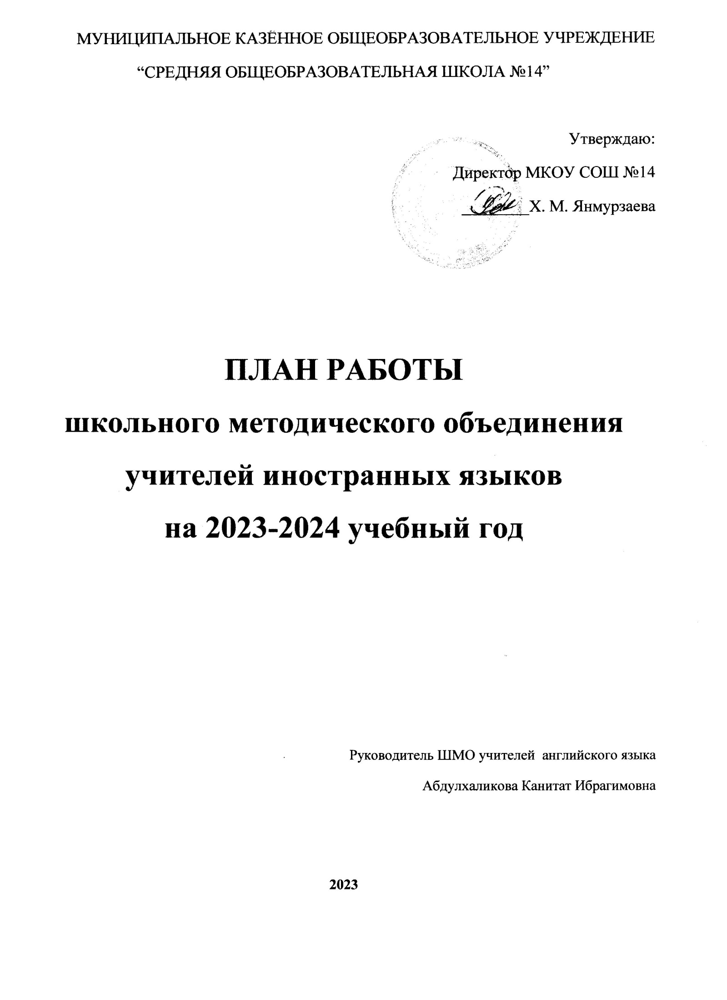 МУНИЦИПАЛЬНОЕ КАЗЁННОЕ ОБЩЕОБРАЗОВАТЕЛЬНОЕ УЧРЕЖДЕНИЕ
“СРЕДНЯЯ ОБЩЕОБРАЗОВАТЕЛЬНАЯ ШКОЛА №14”
Утверждаю:
Директор МКОУ СОШ №14
Х. М. Янмурзаева
ПЛАН РАБОТЫ
школьного методического объединения
учителей иностранных языков
на 2023-2024 учебный год
Руководитель ШМО учителей английского языка
Абдулхаликова Канитат Ибрагимовна
2023